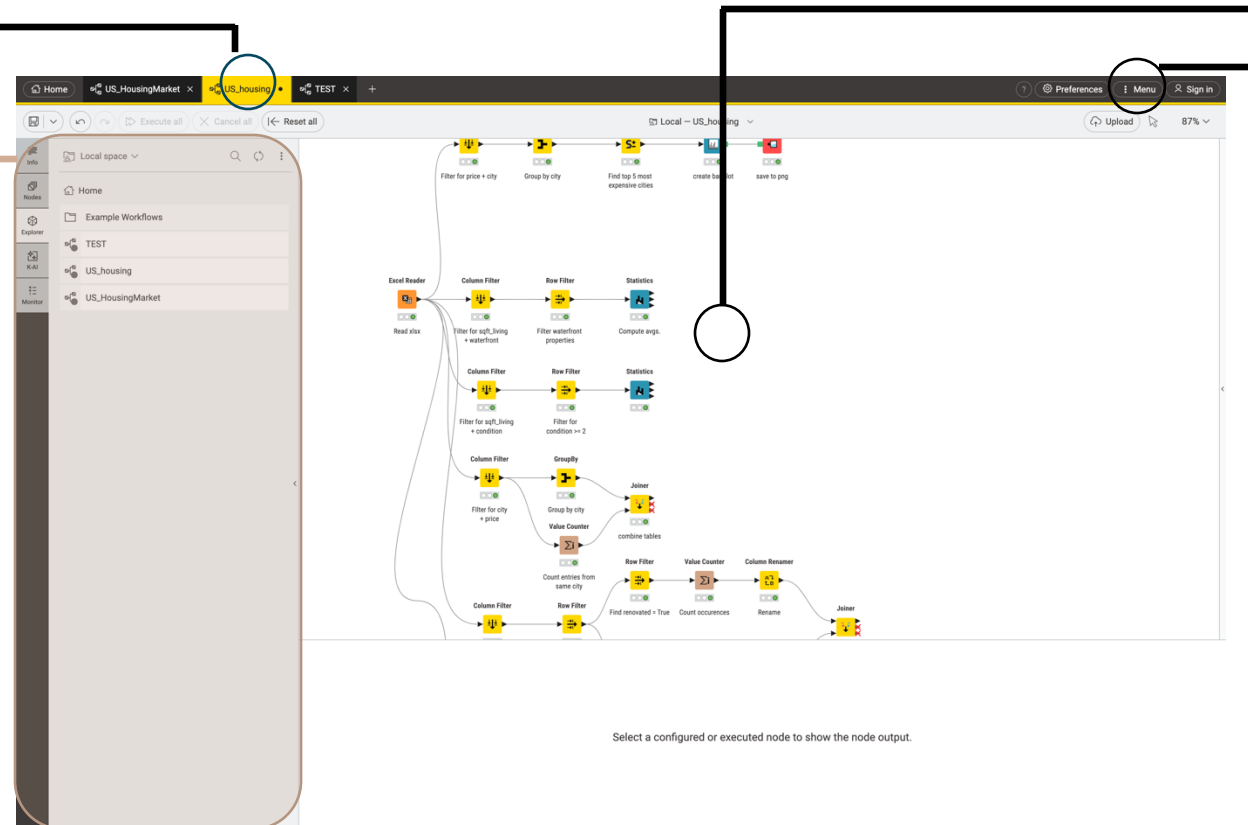 Home
US_HousingMarket
US_housing
TEST
Preferences
Menu
Sign in
Execute all
Cancel all
Reset all
Local — US_housing
Upload
87%
Info
Nodes
Explorer
K-AI
Monitor
Local space
Home
Example Workflows
TEST
US_housing
US_HousingMarket
Filter for price + city
Group by city
Find top 5 most
expensive cities
save to png
Excel Reader
Column Filter
Row Filter
Statistics
Read xlsx
Filter for sqft_living
+ waterfront
Filter waterfront
properties
Compute avgs.
Column Filter
Row Filter
Statistics
Filter for sqft_living
+ condition
Filter for
condition >= 2
Column Filter
GroupBy
Joiner
FIlter for city
+ price
Group by city
combine tables
Value Counter
Count entries from
same city
Row Filter
Value Counter
Column Renamer
Find renovated = True
Count occurences
Rename
Column Filter
Row Filter
Joiner
Select a configured or executed node to show the node output.